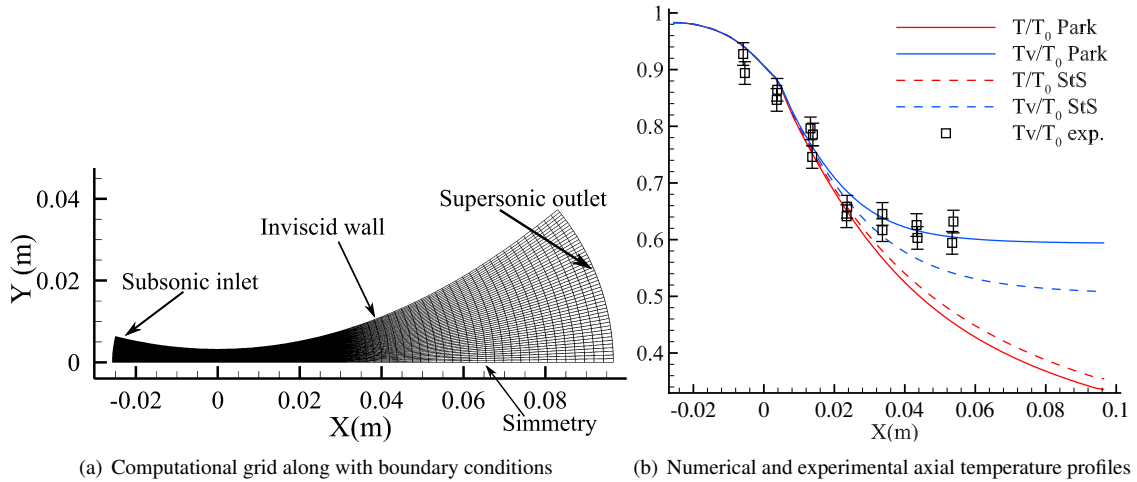 0.04
0.02
0
Y (m)
-0.02
0
0.02
0.04
0.06
0.08
X(m)
Subsonic inlet
Inviscid wall
Supersonic outlet
Simmetry
(a) Computational grid along with boundary conditions
1
0.9
0.8
0.7
0.6
0.5
0.4
-0.02
0
0.02
0.04
0.06
0.08
0.1
X(m)
T/T₀ Park
Tv/T₀ Park
T/T₀ StS
Tv/T₀ StS
Tv/T₀ exp.
(b) Numerical and experimental axial temperature profiles